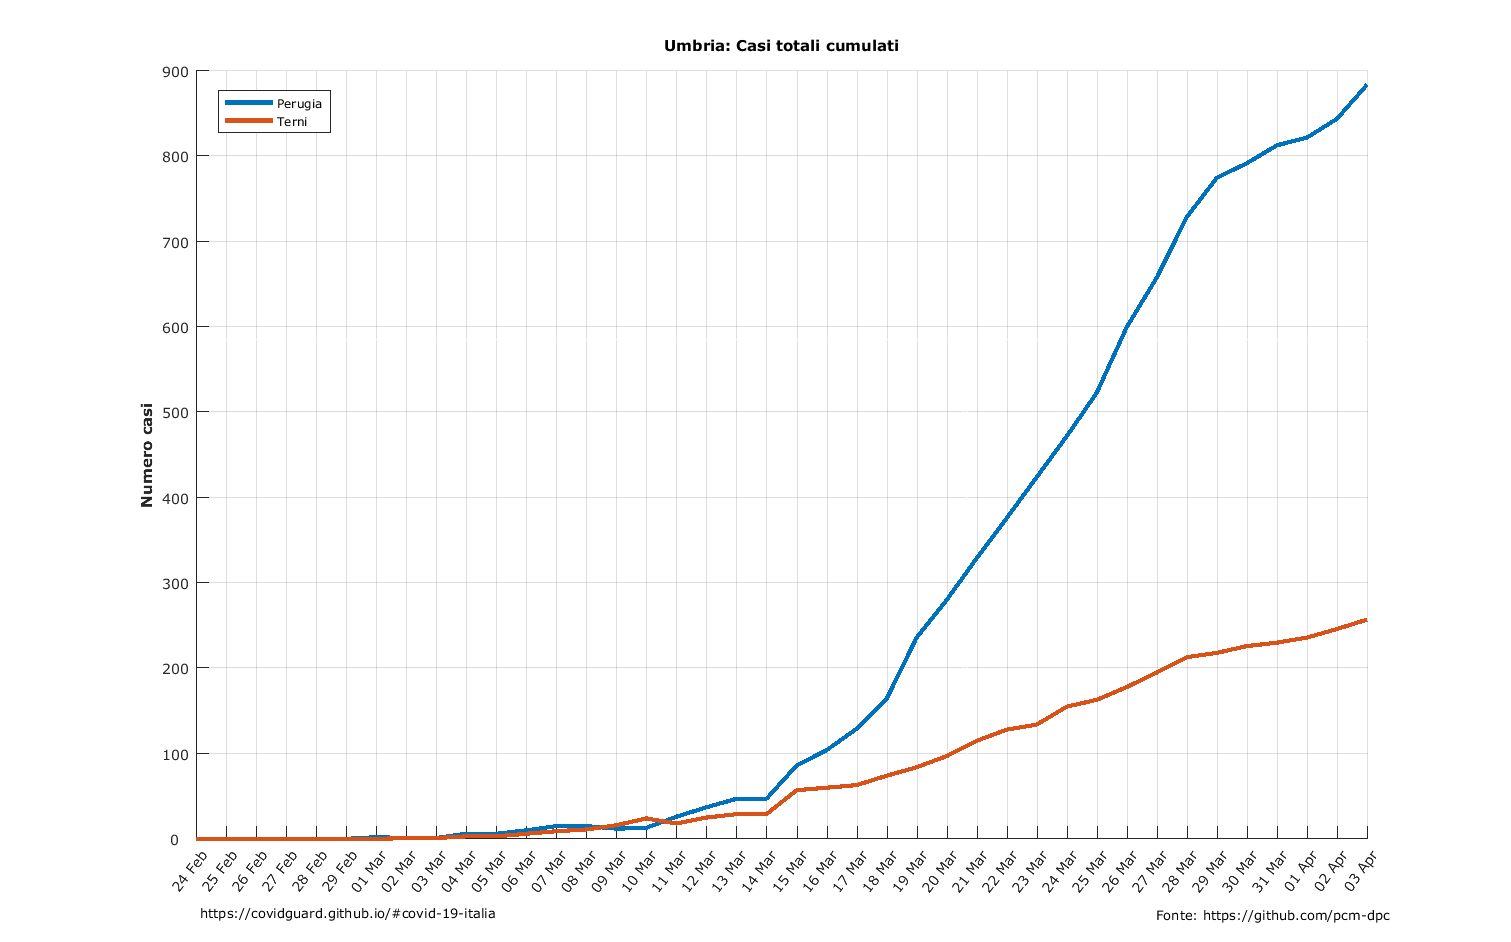 Umbria: Casi totali cumulati
Perugia
Terni
Numero casi
900
800
700
600
500
400
300
200
100
0
24 Feb
25 Feb
26 Feb
27 Feb
28 Feb
29 Feb
01 Mar
02 Mar
03 Mar
04 Mar
05 Mar
06 Mar
07 Mar
08 Mar
09 Mar
10 Mar
11 Mar
12 Mar
13 Mar
14 Mar
15 Mar
16 Mar
17 Mar
18 Mar
19 Mar
20 Mar
21 Mar
22 Mar
23 Mar
24 Mar
25 Mar
26 Mar
27 Mar
28 Mar
29 Mar
30 Mar
31 Mar
01 Apr
02 Apr
03 Apr
https://covidguard.github.io/#covid-19-italia
Fonte: https://github.com/pcm-dpc